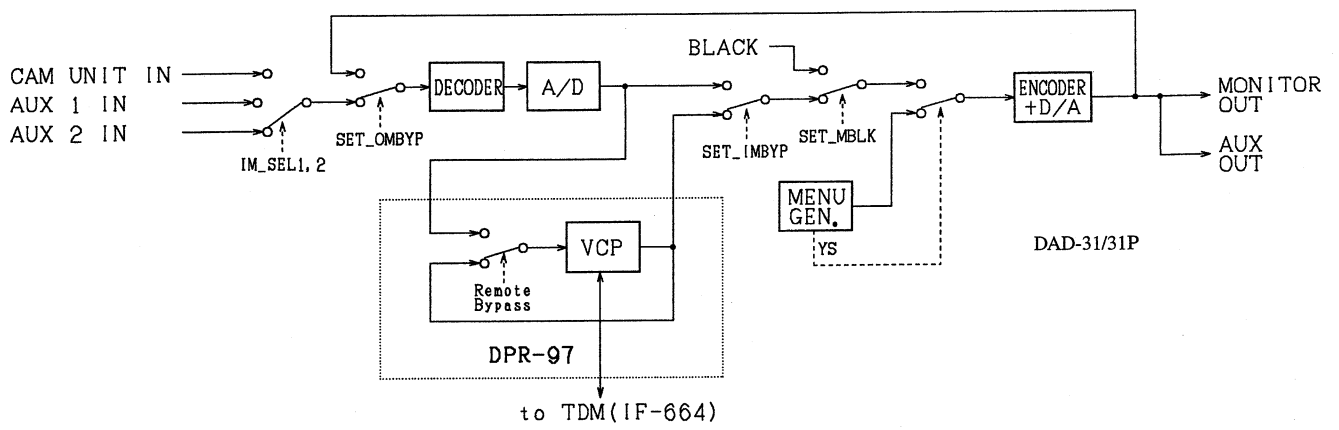 BLACK
CAM UNIT IN
AUX 1 IN
AUX 2 IN
DECODER
A/D
ENCODER
+D/A
MONITOR
OUT
AUX
OUT
SET_OMBYP
SET_IMBYP
SET_MBLK
IM_SEL1, 2
MENU
GEN.
YS
DAD-31/31P
VCP
Remote
Bypass
DPR-97
to TDM(IF-664)